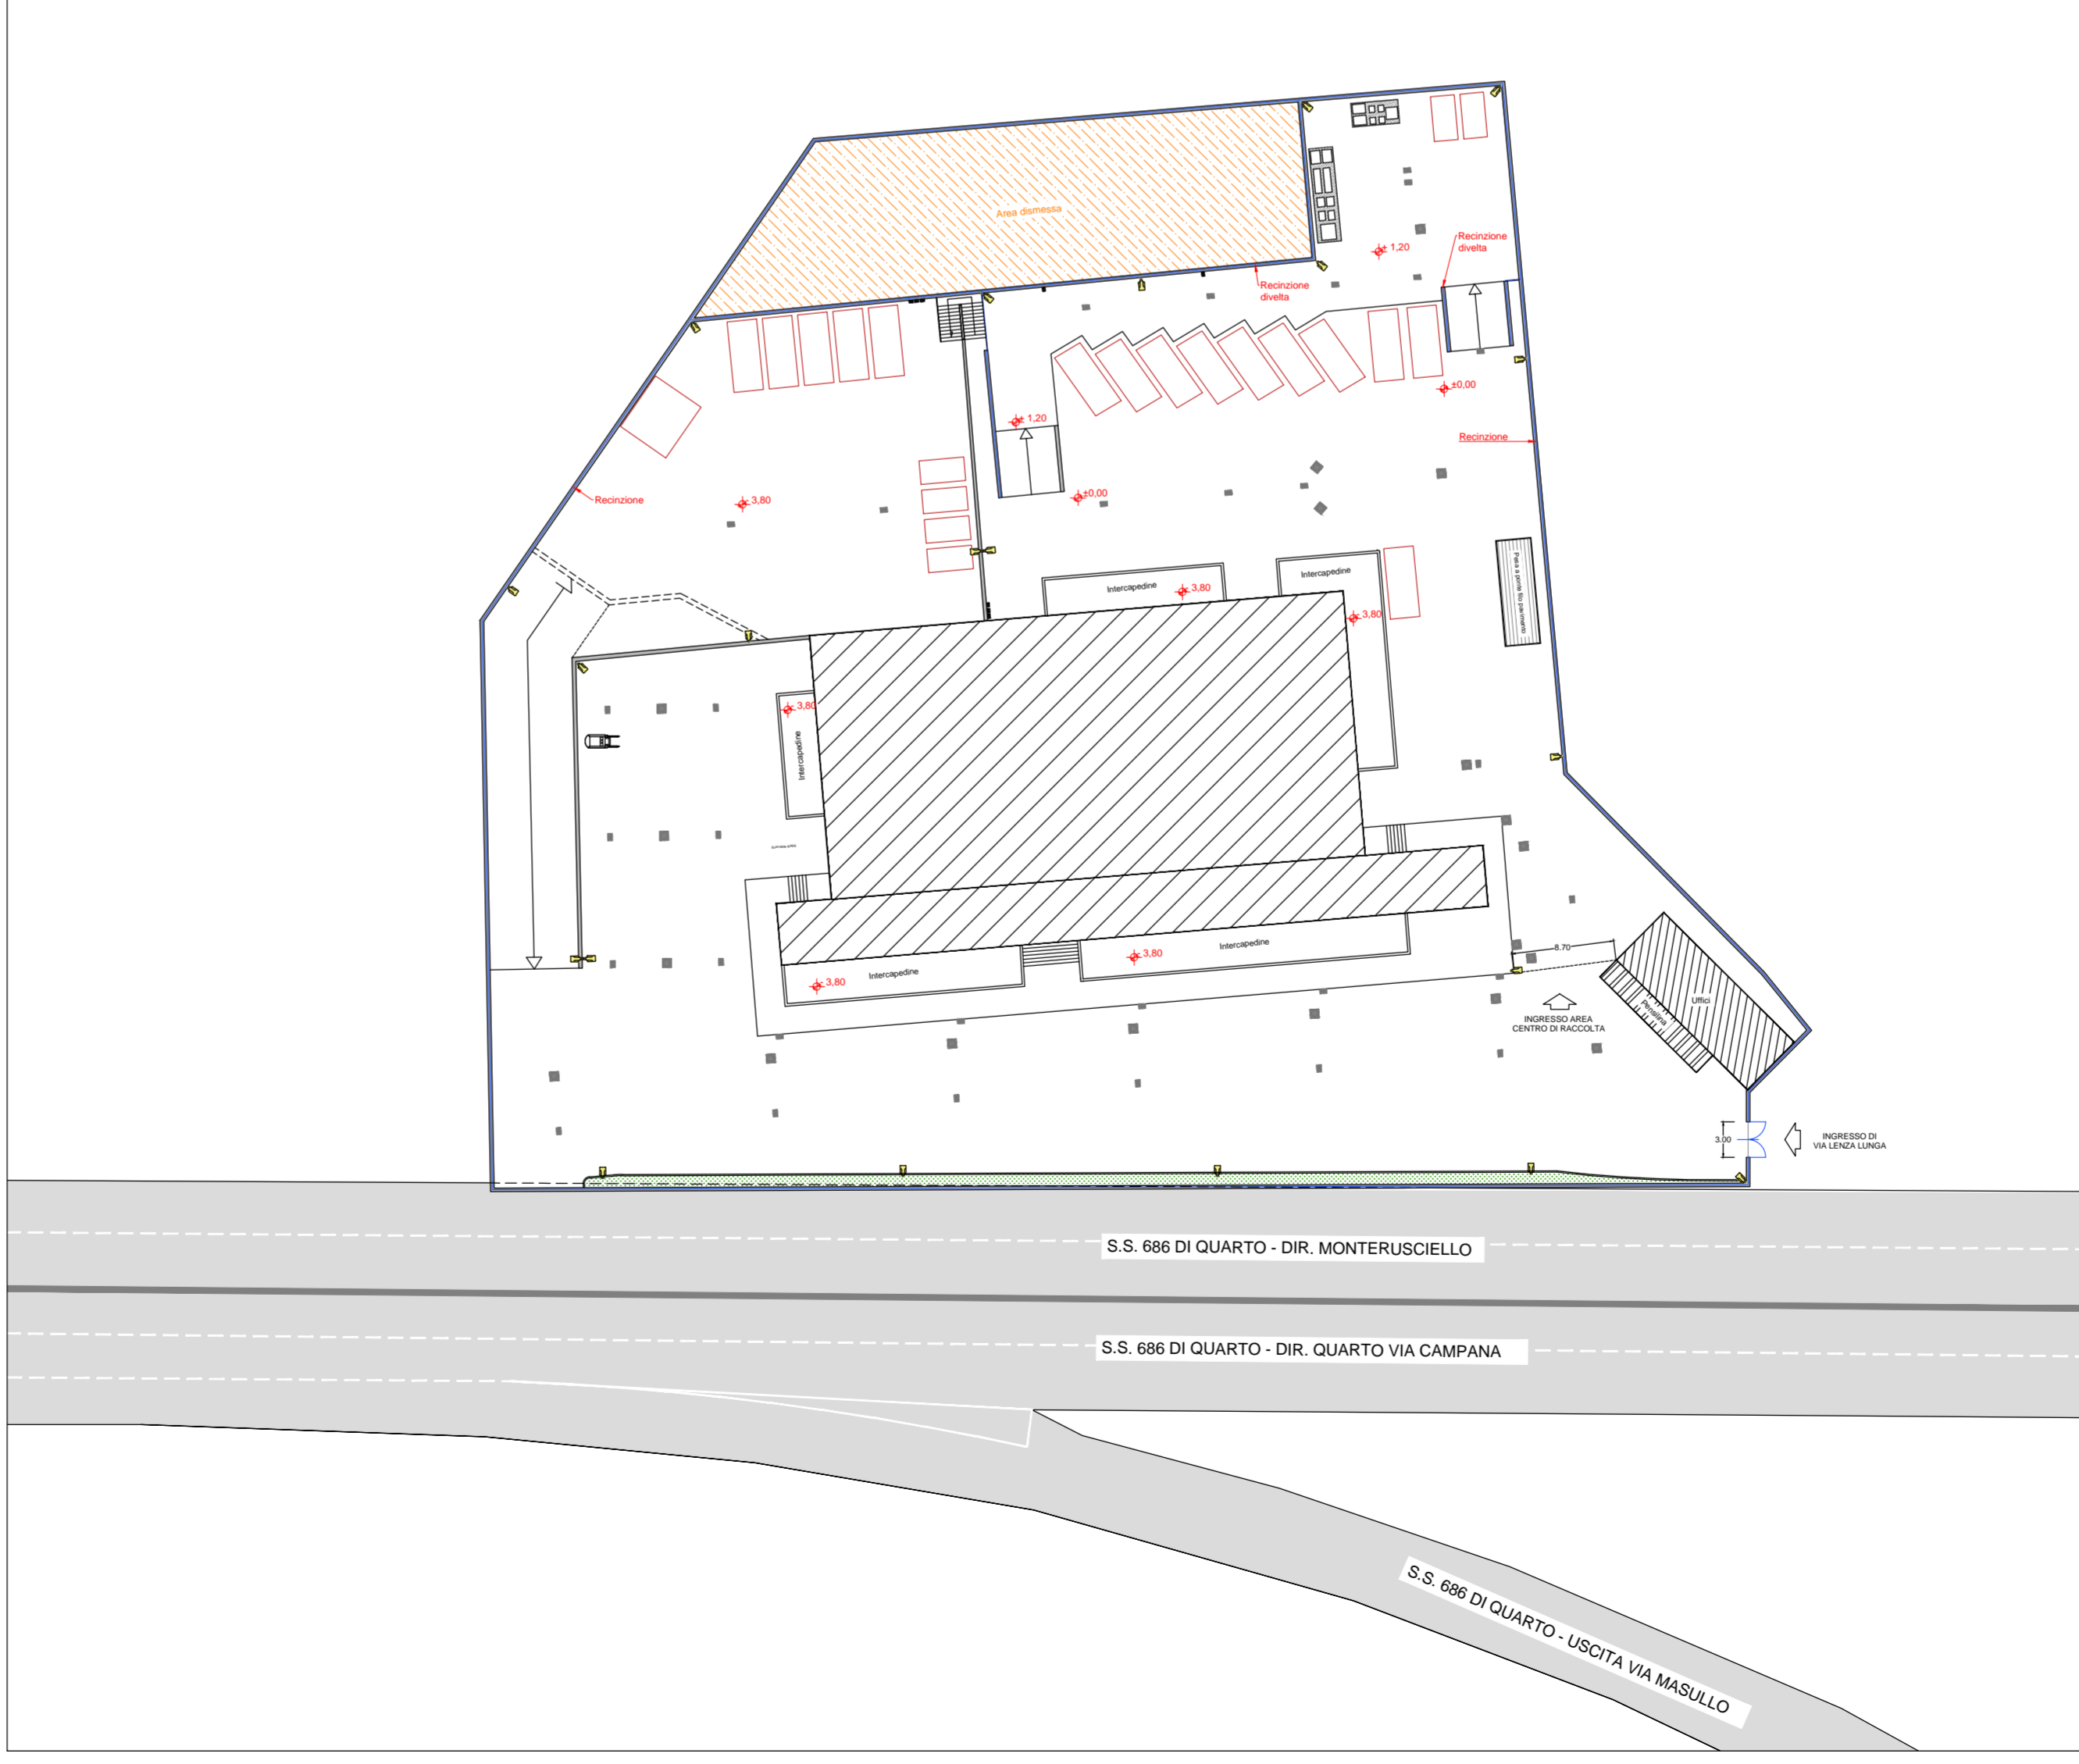 Area dismessa
Recinzione
divelta
± 1,20
Recinzione
divelta
±0,00
± 1,20
Recinzione
Recinzione
- 3,80
±0,00
Pesa a ponte filo pavimento
Intercapedine
- 3,80
Intercapedine
- 3,80
- 3,80
Intercapedine
8.70
Intercapedine
- 3,80
Intercapedine
- 3,80
Uffici
Pensilina
INGRESSO AREA
CENTRO DI RACCOLTA
3.00
INGRESSO DI
VIA LENZA LUNGA
S.S. 686 DI QUARTO - DIR. MONTERUSCIELLO
S.S. 686 DI QUARTO - DIR. QUARTO VIA CAMPANA
S.S. 686 DI QUARTO - USCITA VIA MASULLO